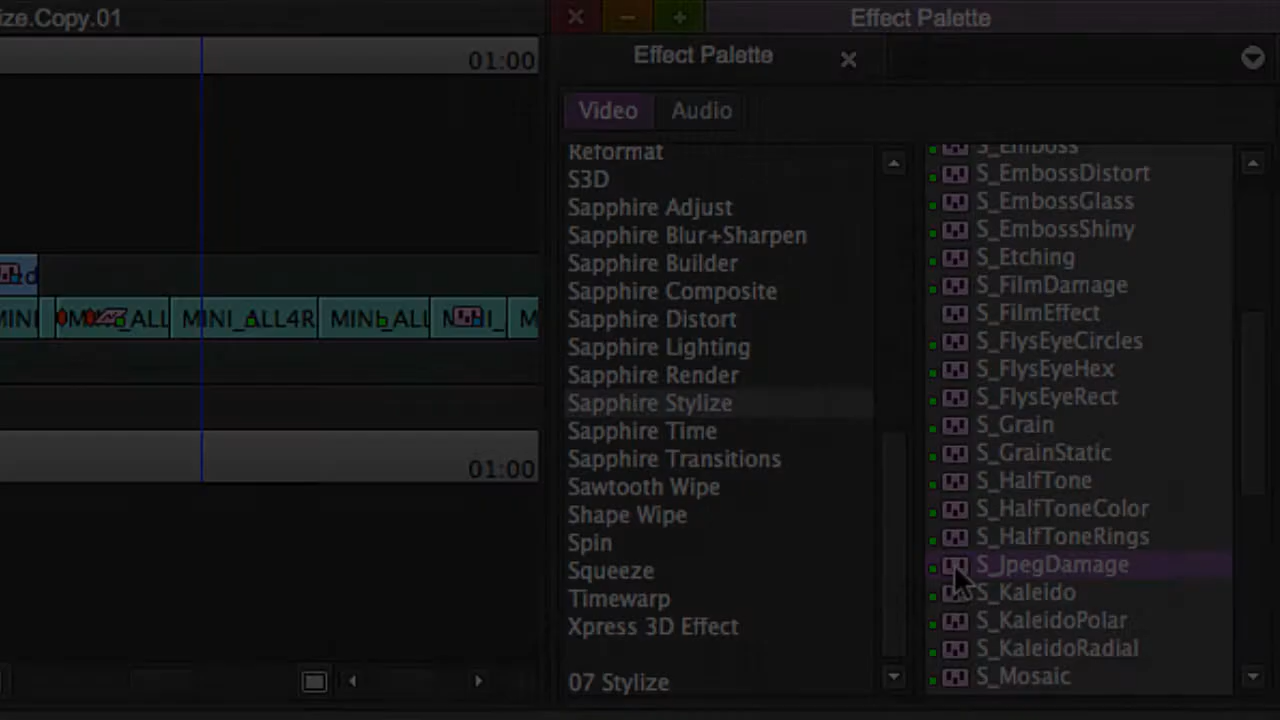 ize.Copy.01
Effect Palette
Effect Palette
01:00
Video
Audio
Reformat
S3D
Sapphire Adjust
Sapphire Blur+Sharpen
Sapphire Builder
Sapphire Composite
Sapphire Distort
Sapphire Lighting
Sapphire Render
Sapphire Stylize
Sapphire Time
Sapphire Transitions
Sawtooth Wipe
Shape Wipe
Spin
Squeeze
Timewarp
Xpress 3D Effect
07 Stylize
S_Emboss
S_EmbossDistort
S_EmbossGlass
S_EmbossShiny
S_Etching
S_FilmDamage
S_FilmEffect
S_FlysEyeCircles
S_FlysEyeHex
S_FlysEyeRect
S_Grain
S_GrainStatic
S_HalfTone
S_HalfToneColor
S_HalfToneRings
S_JpegDamage
S_Kaleido
S_KaleidoPolar
S_KaleidoRadial
S_Mosaic
MINI_ALL4R
01:00